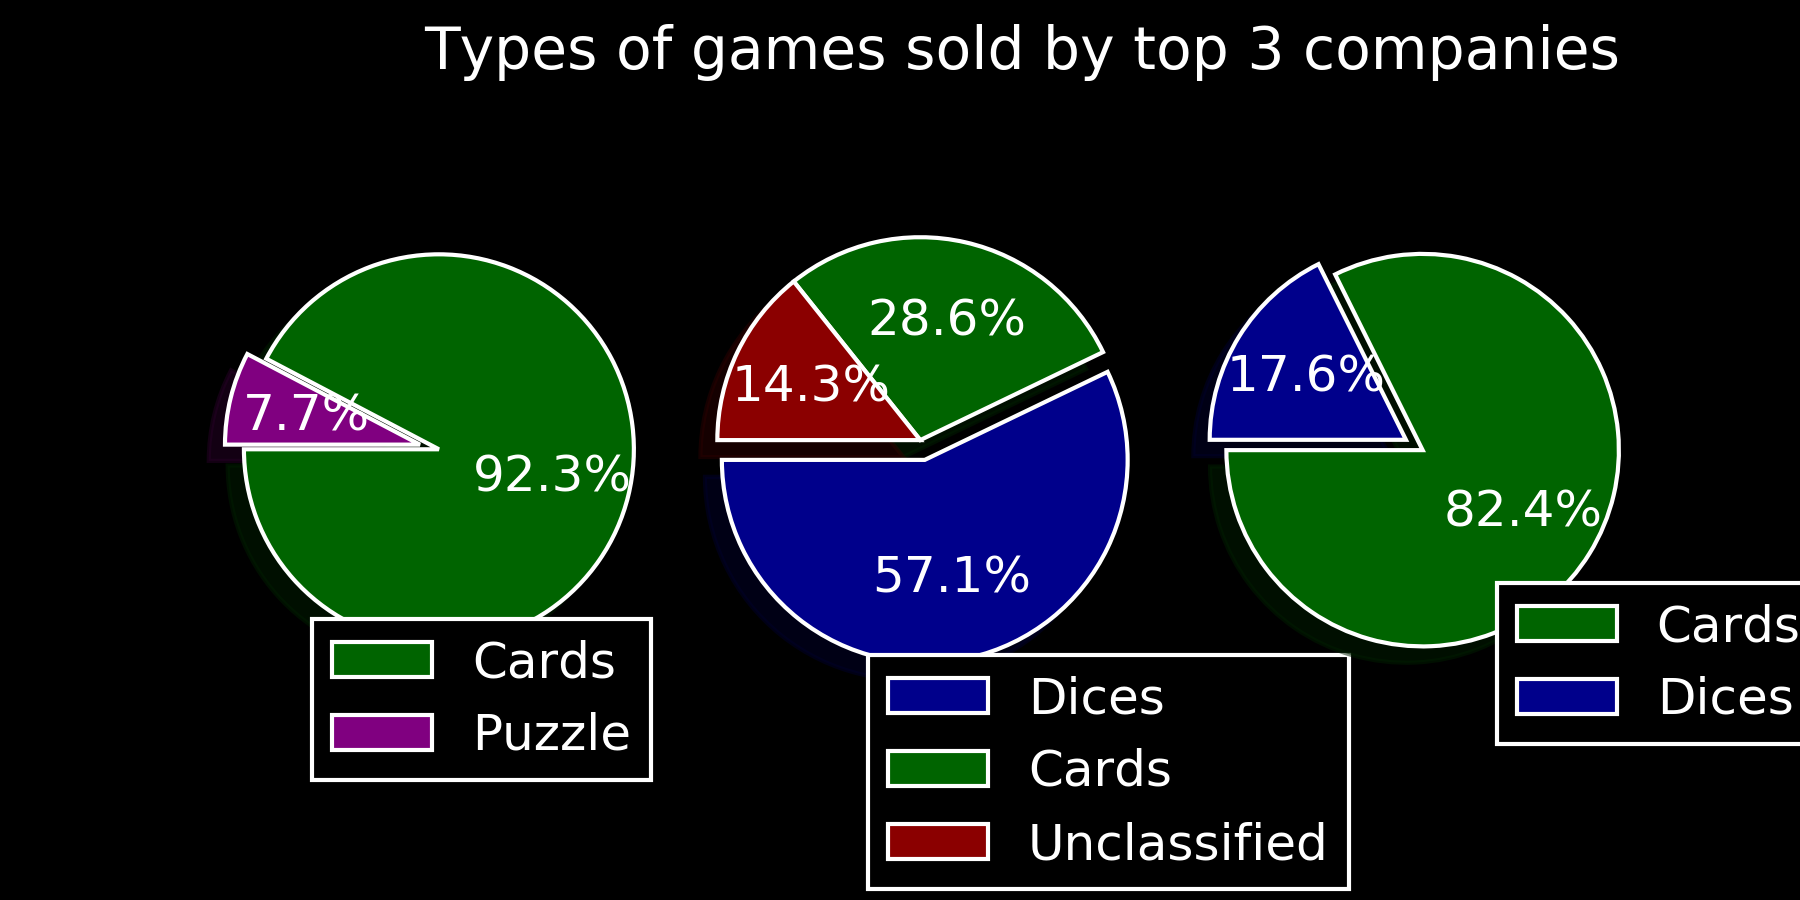 Types of games sold by top 3 companies
7.7%
92.3%
Cards
Puzzle
28.6%
14.3%
57.1%
Dices
Cards
Unclassified
17.6%
82.4%
Cards
Dices